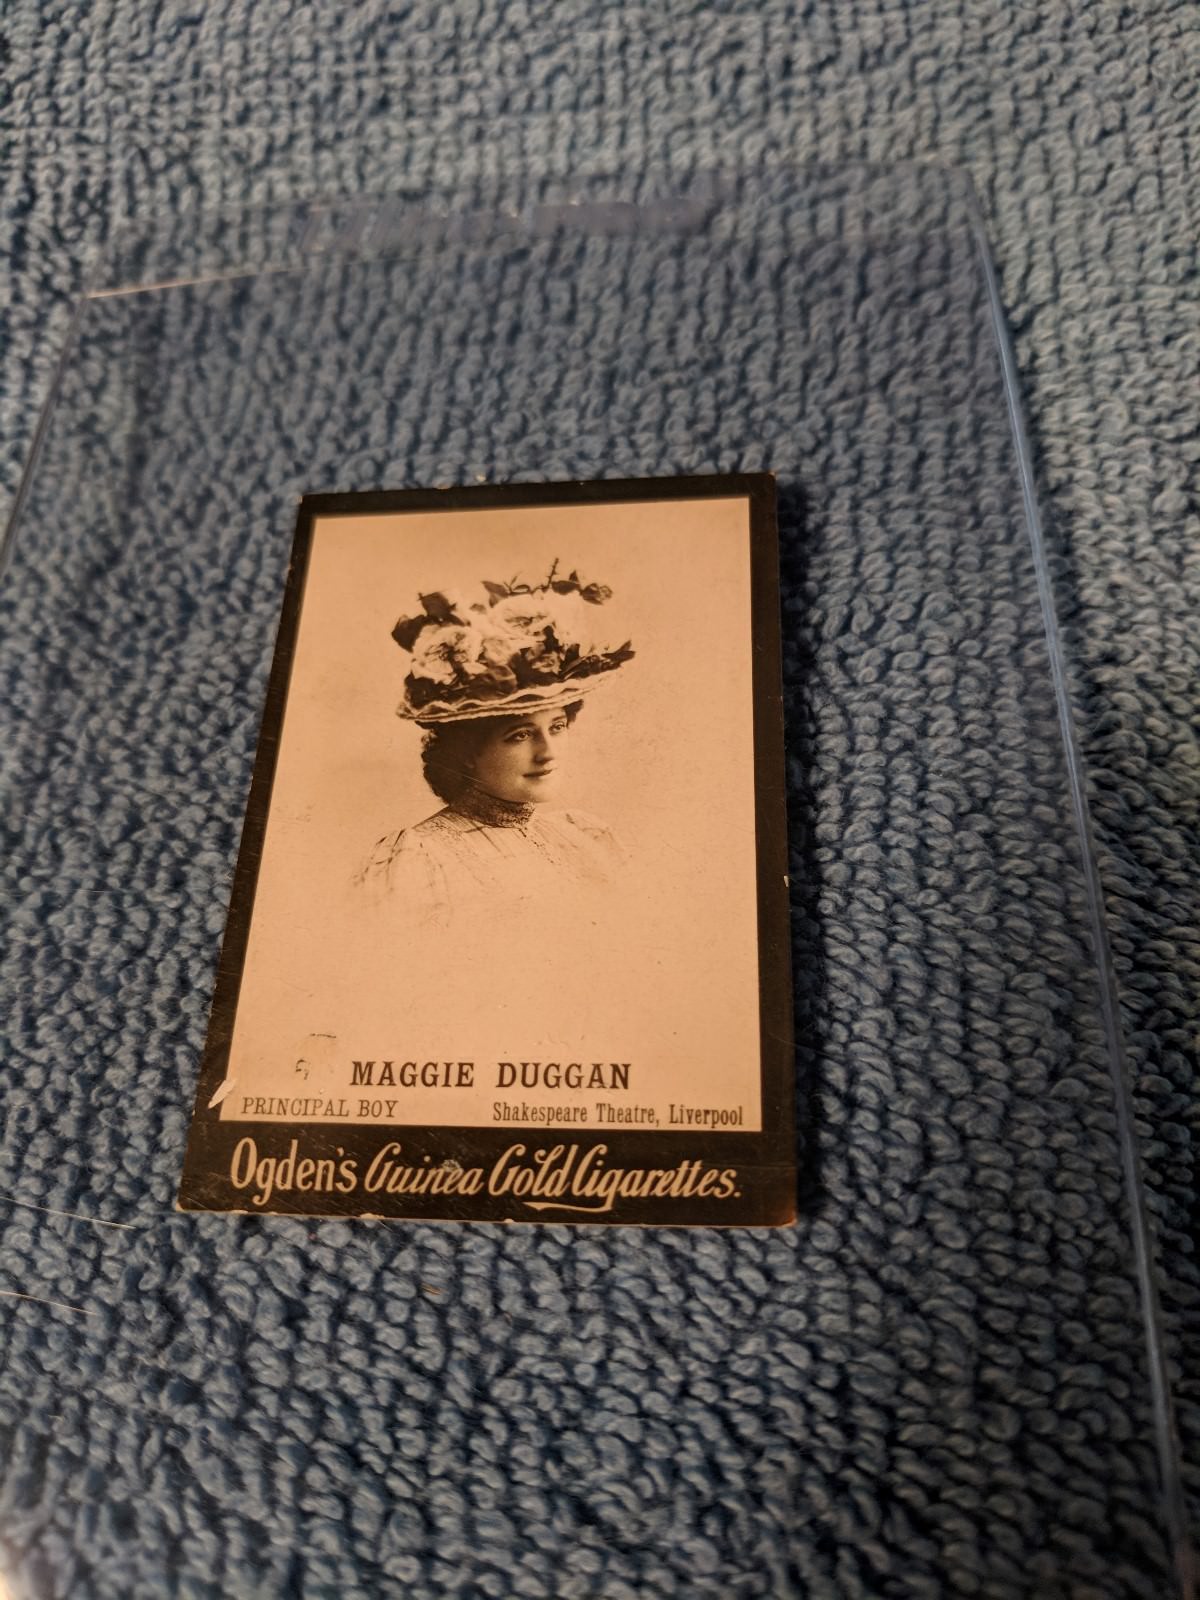 MAGGIE DUGGAN
PRINCIPAL BOY Shakespeare Theatre, Liverpool
Ogden's Guinea Gold Cigarettes.